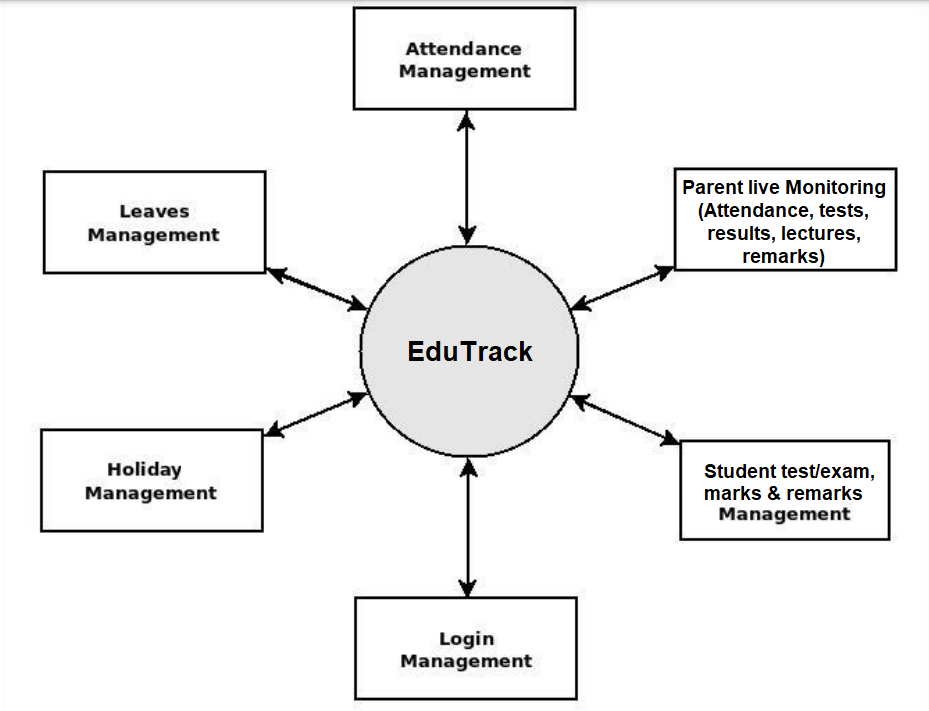 Attendance
Management
Leaves
Management
Parent live Monitoring
(Attendance, tests,
results, lectures,
remarks)
EduTrack
Holiday
Management
Student test/exam,
marks & remarks
Management
Login
Management